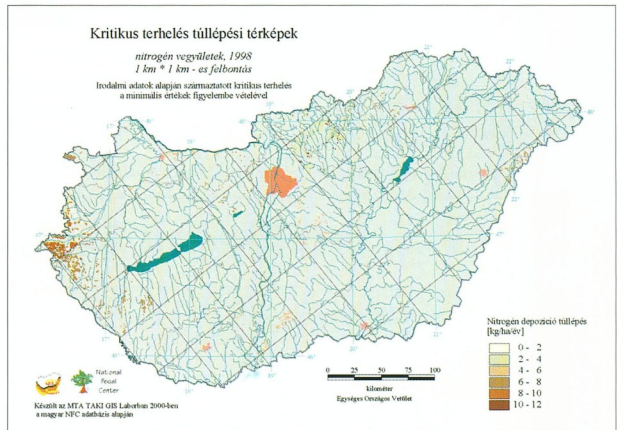 Kritikus terhelés túllépési térképek
nitrogén vegyületek, 1998
1 km * 1 km - es felbontás
Irodalmi adatok alapján származtatott kritikus terhelés
a minimális értékek figyelembe vételével
Nitrogén depozíció túllépés
[kg/ha/év]
0 - 2
2 - 4
4 - 6
6 - 8
8 - 10
10 - 12
National
Focal
Center
0 25 50 75 100
kilométer
Egységes Országos Vetület
Készült az MTA TAKI GIS Laborban 2000-ben
a magyar NFC adatbázis alapján